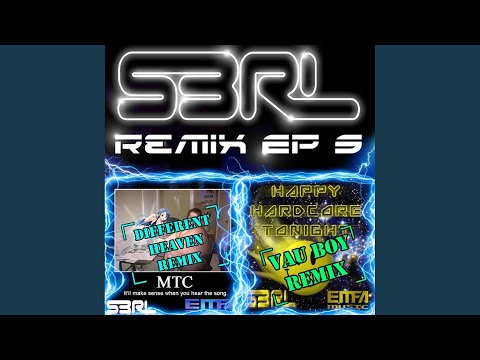 S3RL
REMIX EP 9
DIFFERENT
HEAVEN
REMIX
MTC
It'll make sense when you hear the song.
S3RL
EMFA
HAPPY
HARDCORE
TONIGHT
VAU BOY
REMIX
S3RL
EMFA
MUSIC